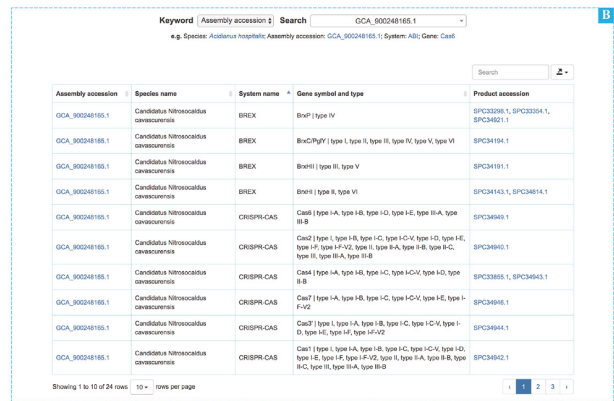 B
Keyword Assembly accession Search GCA_900248165.1
e.g. Species: Acidianus hospitalis; Assembly accession: GCA_900248165.1; System: ABI; Gene: Cas6
Search
Assembly accession Species name System name Gene symbol and type Product accession
GCA_900248165.1 Candidatus Nitrosocaldus cavascurensis BREX BrxP | type IV SPC33298.1, SPC33354.1, SPC34921.1
GCA_900248165.1 Candidatus Nitrosocaldus cavascurensis BREX BrxC/PglY | type I, type II, type III, type IV, type V, type VI SPC34194.1
GCA_900248165.1 Candidatus Nitrosocaldus cavascurensis BREX BrxHII | type III, type V SPC34191.1
GCA_900248165.1 Candidatus Nitrosocaldus cavascurensis BREX BrxHI | type II, type VI SPC34143.1, SPC34814.1
GCA_900248165.1 Candidatus Nitrosocaldus cavascurensis CRISPR-CAS Cas6 | type I-A, type I-B, type I-D, type I-E, type III-A, type III-B SPC34949.1
GCA_900248165.1 Candidatus Nitrosocaldus cavascurensis CRISPR-CAS Cas2 | type I, type I-B, type I-C, type I-C-V, type I-D, type I-E, type I-F, type I-F-V2, type II, type II-A, type II-B, type II-C, type III, type III-A, type III-B SPC34940.1
GCA_900248165.1 Candidatus Nitrosocaldus cavascurensis CRISPR-CAS Cas4 | type I-A, type I-B, type I-C, type I-C-V, type I-D, type II-B SPC33855.1, SPC34943.1
GCA_900248165.1 Candidatus Nitrosocaldus cavascurensis CRISPR-CAS Cas7 | type I-A, type I-B, type I-C, type I-C-V, type I-E, type I-F-V2 SPC34946.1
GCA_900248165.1 Candidatus Nitrosocaldus cavascurensis CRISPR-CAS Cas3' | type I, type I-A, type I-B, type I-C, type I-C-V, type I-D, type I-E, type I-F, type I-F-V2 SPC34944.1
GCA_900248165.1 Candidatus Nitrosocaldus cavascurensis CRISPR-CAS Cas1 | type I, type I-A, type I-B, type I-C, type I-C-V, type I-D, type I-E, type I-F, type I-F-V2, type II, type II-A, type II-B, type II-C, type III, type III-A, type III-B SPC34942.1
Showing 1 to 10 of 24 rows 10 rows per page ‹ 1 2 3 ›